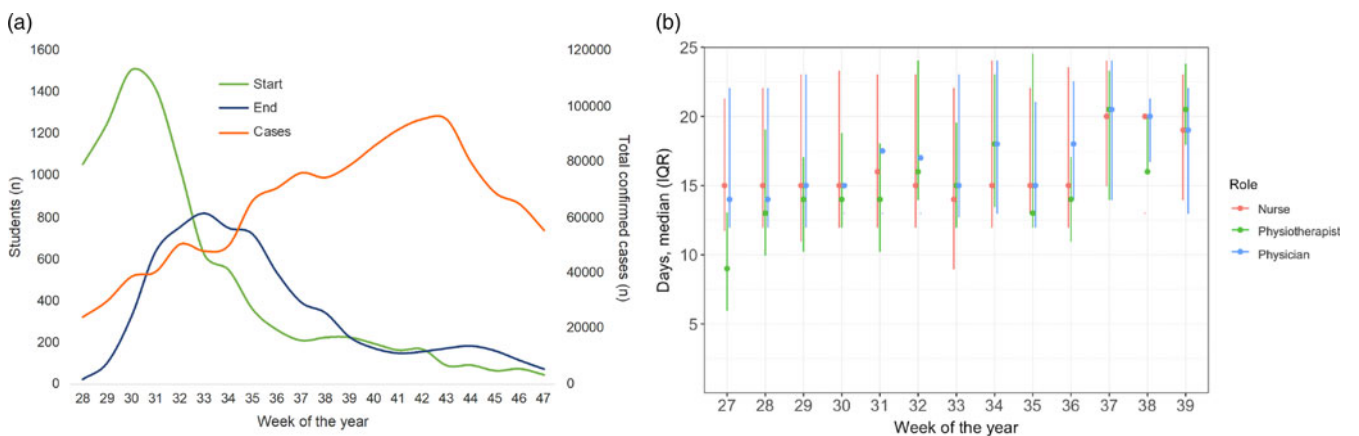 (a)
1600
1400
1200
1000
800
600
400
200
0
Students (n)
Start
End
Cases
120000
100000
80000
60000
40000
20000
0
Total confirmed cases (n)
28 29 30 31 32 33 34 35 36 37 38 39 40 41 42 43 44 45 46 47
Week of the year
(b)
25
20
15
10
5
Days, median (IQR)
27 28 29 30 31 32 33 34 35 36 37 38 39
Week of the year
Role
Nurse
Physiotherapist
Physician